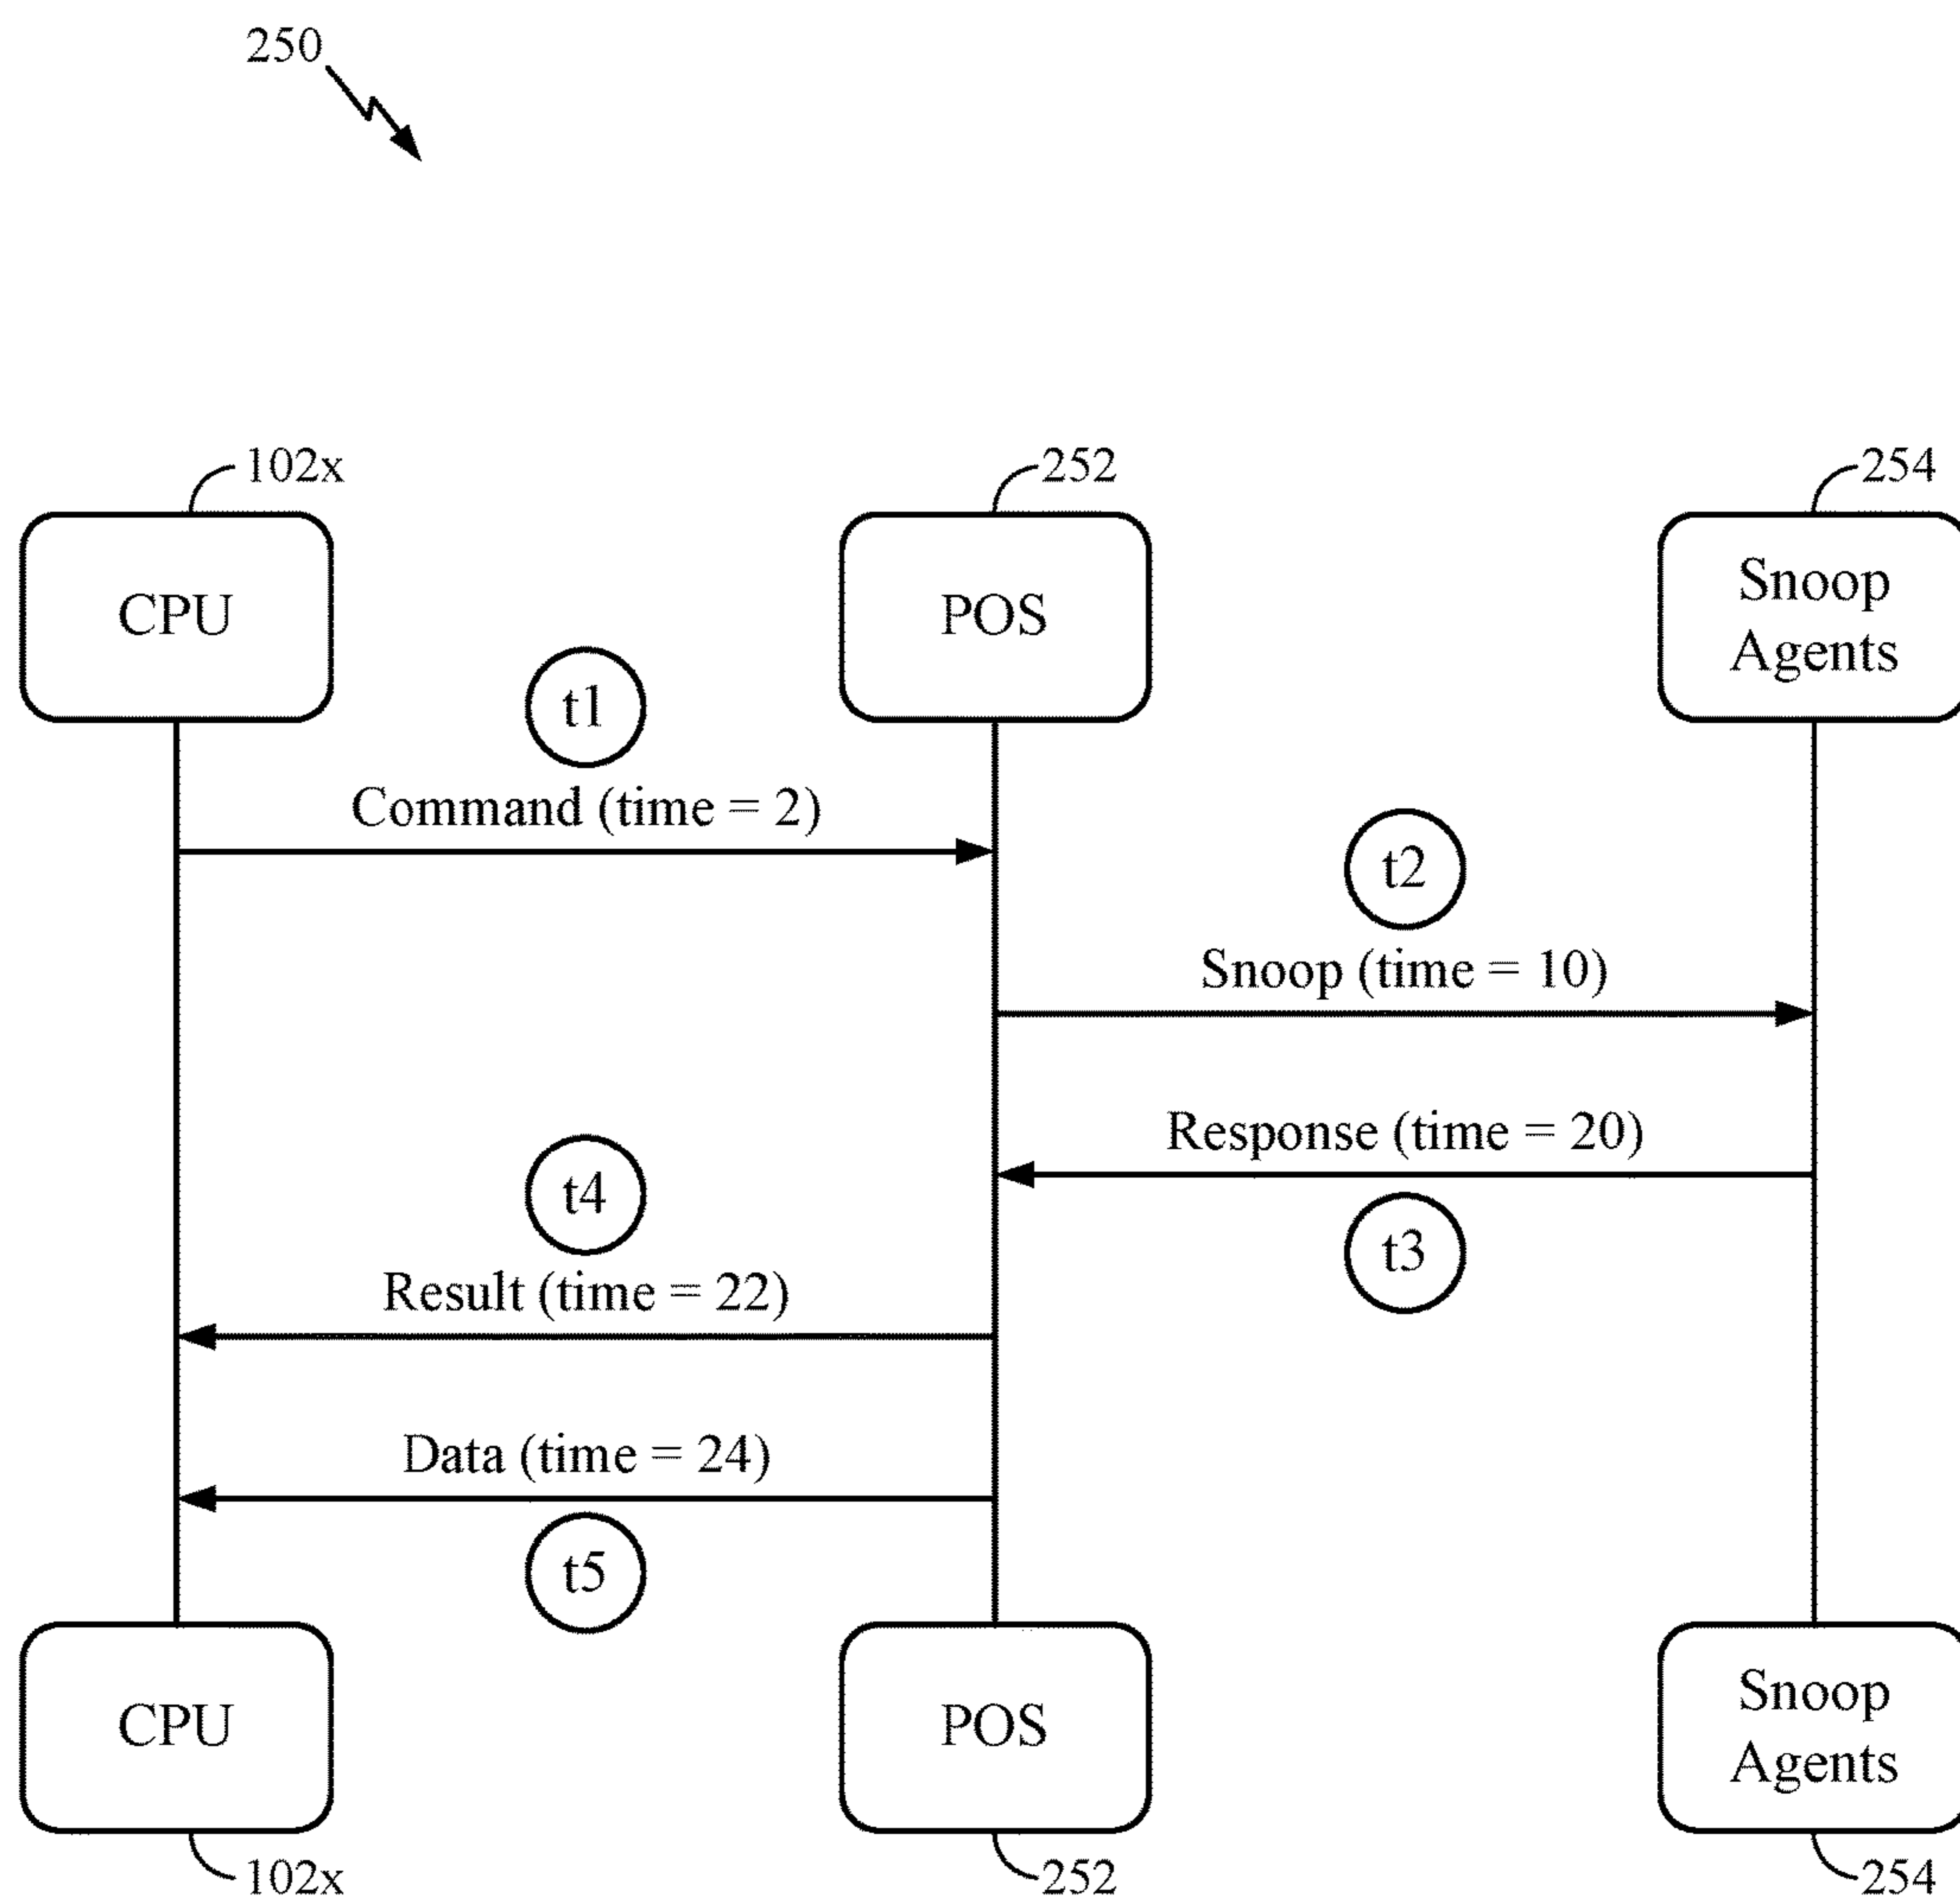 250
102x
252
254
CPU
POS
Snoop
Agents
t1
Command (time = 2)
t2
Snoop (time = 10)
Response (time = 20)
t3
t4
Result (time = 22)
Data (time = 24)
t5
CPU
POS
Snoop
Agents
102x
252
254